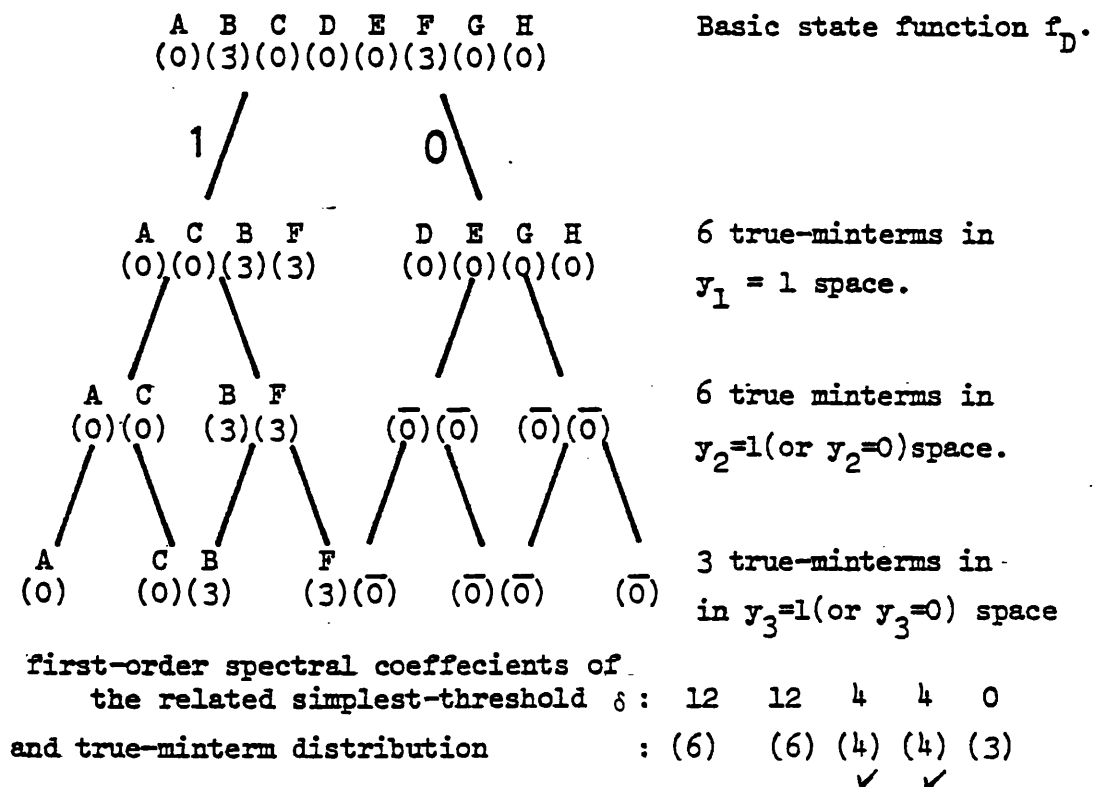 A B C D E F G H
(0)(3)(0)(0)(0)(3)(0)(0)
Basic state function f_D.
1 0
A C B F
(0)(0)(3)(3)
D E G H
(0)(0)(0)(0)
6 true-minterms in
y_1 = 1 space.
A C B F
(0)(0) (3)(3) (0̅)(0̅) (0̅)(0̅)
6 true minterms in
y_2=1(or y_2=0)space.
A C B F
(0) (0)(3) (3)(0̅) (0̅)(0̅) (0̅)
3 true-minterms in
in y_3=1(or y_3=0) space
first-order spectral coeffecients of
the related simplest-threshold δ : 12 12 4 4 0
and true-minterm distribution : (6) (6) (4) (4) (3)
✓ ✓